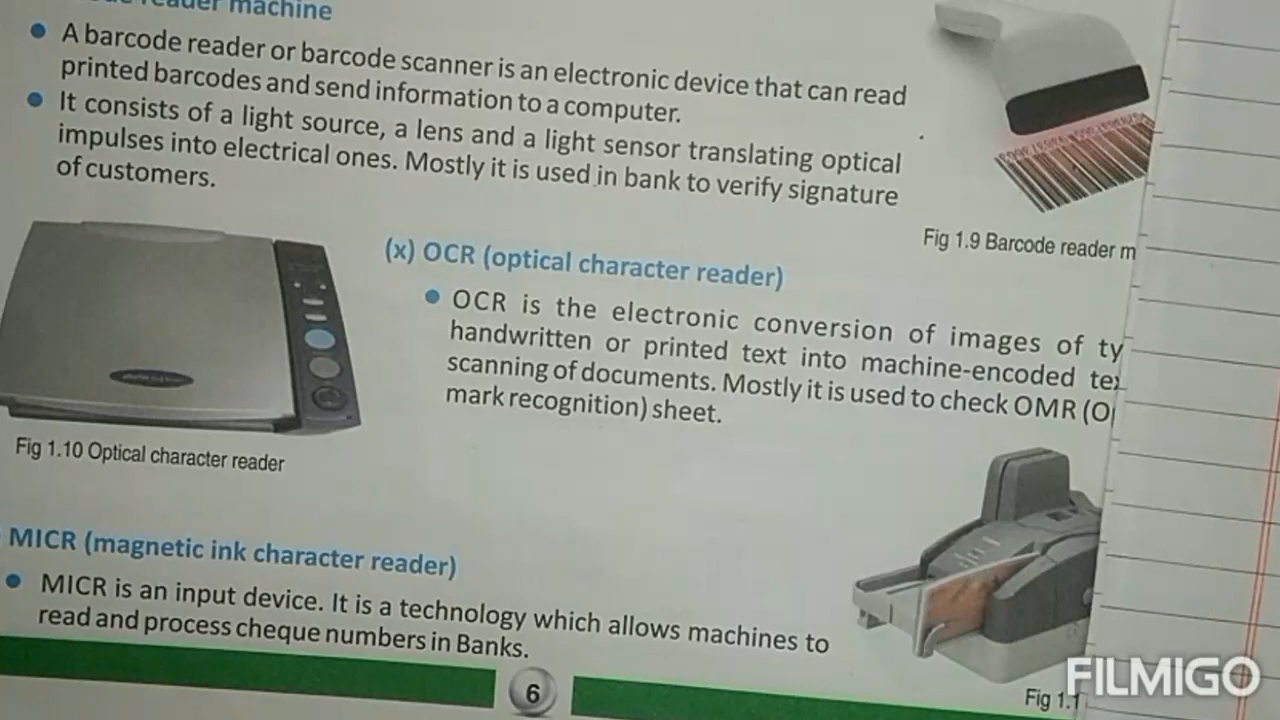 reader machine
A barcode reader or barcode scanner is an electronic device that can read
printed barcodes and send information to a computer.
It consists of a light source, a lens and a light sensor translating optical
impulses into electrical ones. Mostly it is used in bank to verify signature
of customers.
Fig 1.9 Barcode reader m
(x) OCR (optical character reader)
OCR is the electronic conversion of images of ty
handwritten or printed text into machine-encoded te
scanning of documents. Mostly it is used to check OMR (O
mark recognition) sheet.
Fig 1.10 Optical character reader
MICR (magnetic ink character reader)
MICR is an input device. It is a technology which allows machines to
read and process cheque numbers in Banks.
6
Fig 1.1
FILMIGO